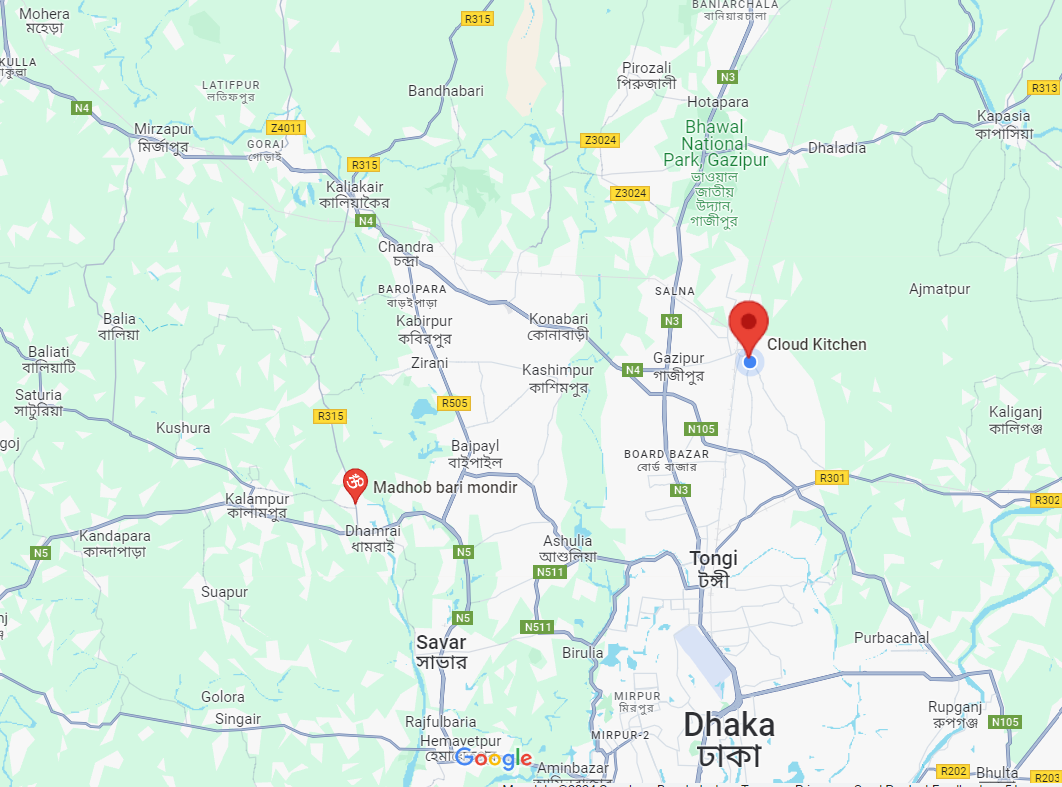 Mohera
মহেড়া
R315
BANIARCHALA
বানিয়ারচালা
KULLA
LATIFPUR
লতিফপুর
Bandhabari
Pirozali
পিরুজালী
N3
R313
N4
Hotapara
Kapasia
কাপাসিয়া
Mirzapur
মির্জাপুর
Z4011
GORAI
গোড়াই
Z3024
Bhawal
National
Park, Gazipur
ভাওয়াল
জাতীয়
উদ্যান,
গাজীপুর
Dhaladia
R315
Kaliakair
কালিয়াকৈর
Z3024
N4
Chandra
চন্দ্রা
BAROIPARA
বাড়ইপাড়া
SALNA
Ajmatpur
Balia
বালিয়া
Kabirpur
কবিরপুর
Konabari
কোনাবাড়ী
N3
Cloud Kitchen
Baliati
বালিয়াটি
Zirani
Kashimpur
কাশিমপুর
N4
Gazipur
গাজীপুর
Saturia
সাটুরিয়া
R315
R505
Kaliganj
কালিগঞ্জ
Kushura
N105
goj
Baipayl
বাইপাইল
BOARD BAZAR
বোর্ড বাজার
R301
Madhob bari mondir
N3
R302
Kalampur
কালামপুর
Kandapara
কান্দাপাড়া
Dhamrai
ধামরাই
N5
N5
Ashulia
আশুলিয়া
N511
Tongi
টঙ্গী
Suapur
N5
N511
Savar
সাভার
Birulia
Purbacahal
Golora
Singair
MIRPUR
মিরপুর
Rupganj
রুপগঞ্জ
N105
Rajfulbaria
Hemayetpur
MIRPUR-2
Dhaka
ঢাকা
Google
Aminbazar
R202
Bhulta
R203